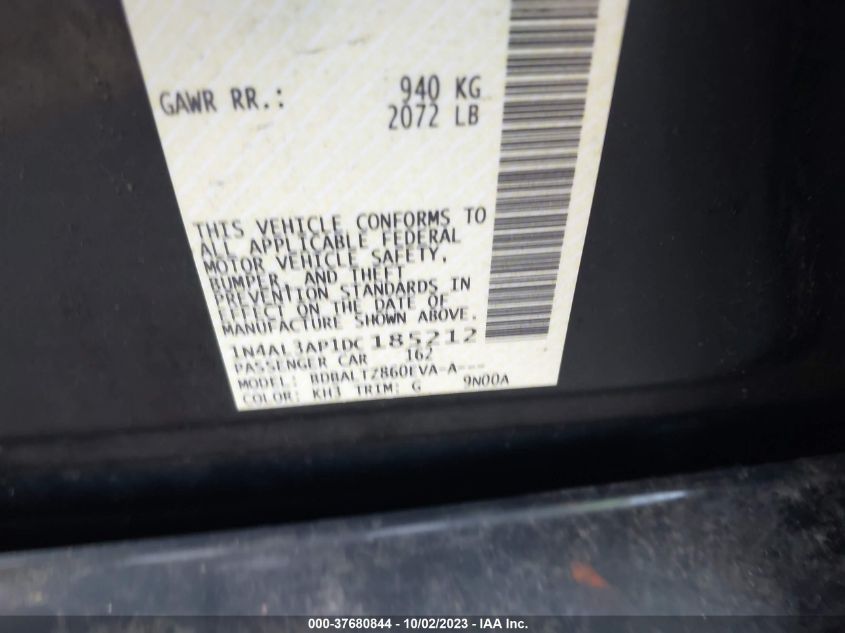 GAWR RR.: 940 KG
2072 LB
THIS VEHICLE CONFORMS TO
ALL APPLICABLE FEDERAL
MOTOR VEHICLE SAFETY,
BUMPER, AND THEFT
PREVENTION STANDARDS IN
EFFECT ON THE DATE OF
MANUFACTURE SHOWN ABOVE.
1N4AL3AP1DC185212
PASSENGER CAR 162
MODEL: BDBALTZ860EVA-A---
COLOR: KH3 TRIM: G 9N00A
000-37680844 - 10/02/2023 - IAA Inc.